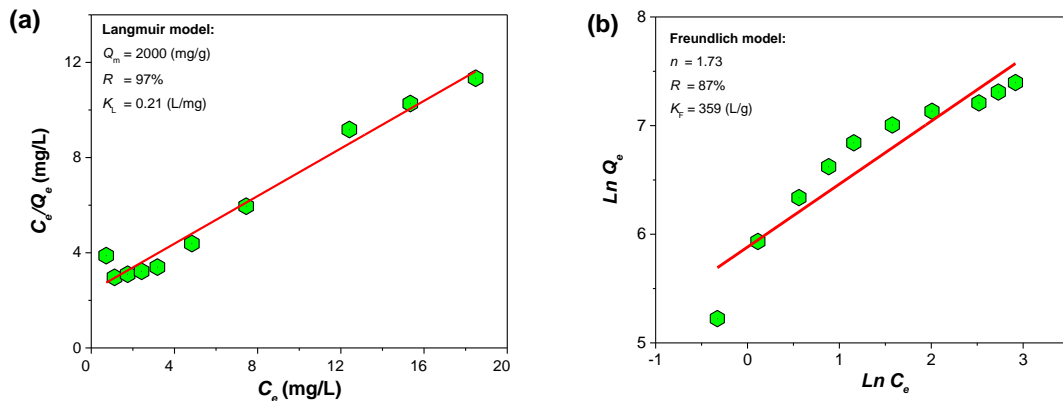 (a)
Langmuir model:
Qm = 2000 (mg/g)
R = 97%
KL = 0.21 (L/mg)
12
8
4
0
0 4 8 12 16 20
Ce/Qe (mg/L)
Ce (mg/L)
(b)
Freundlich model:
n = 1.73
R = 87%
KF = 359 (L/g)
8
7
6
5
-1 0 1 2 3
Ln Qe
Ln Ce